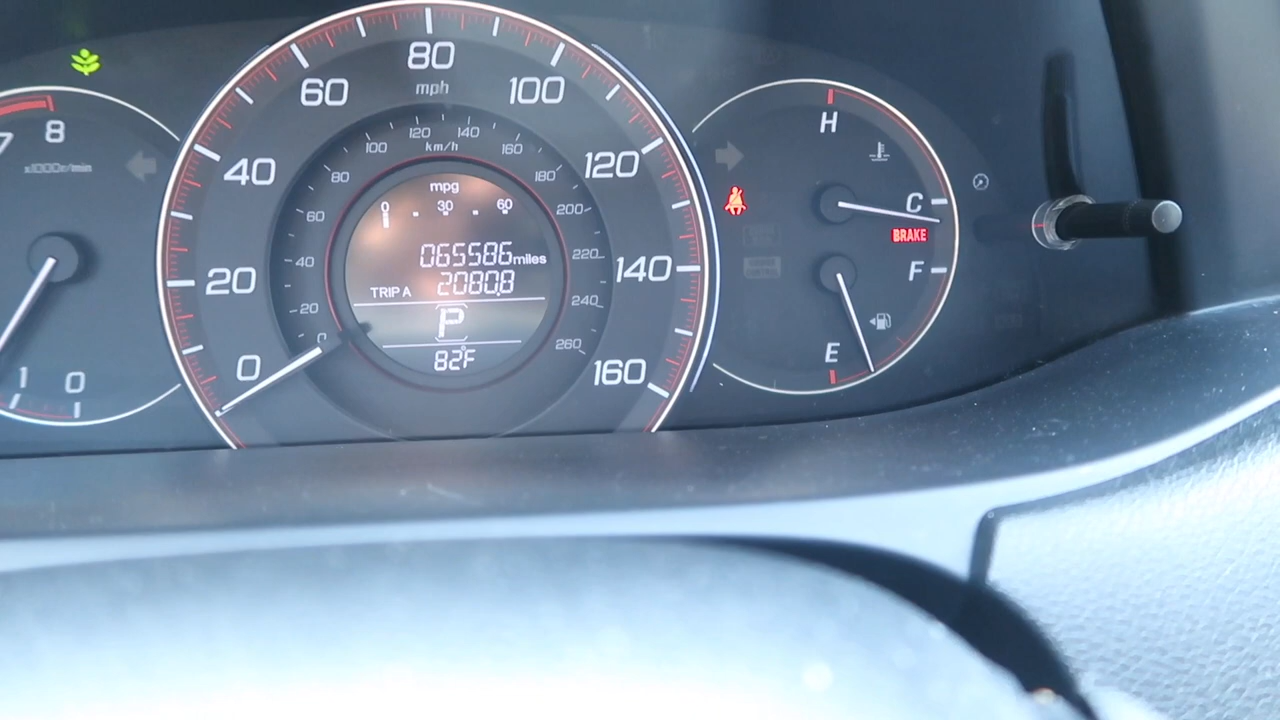 7
8
x1000r/min
1
0
0
20
40
60
80
100
120
140
160
mph
0
20
40
60
80
100
120
140
160
180
200
220
240
260
km/h
mpg
0 30 60
065586 miles
TRIP A 2080.8
P
82°F
H
C
BRAKE
F
E